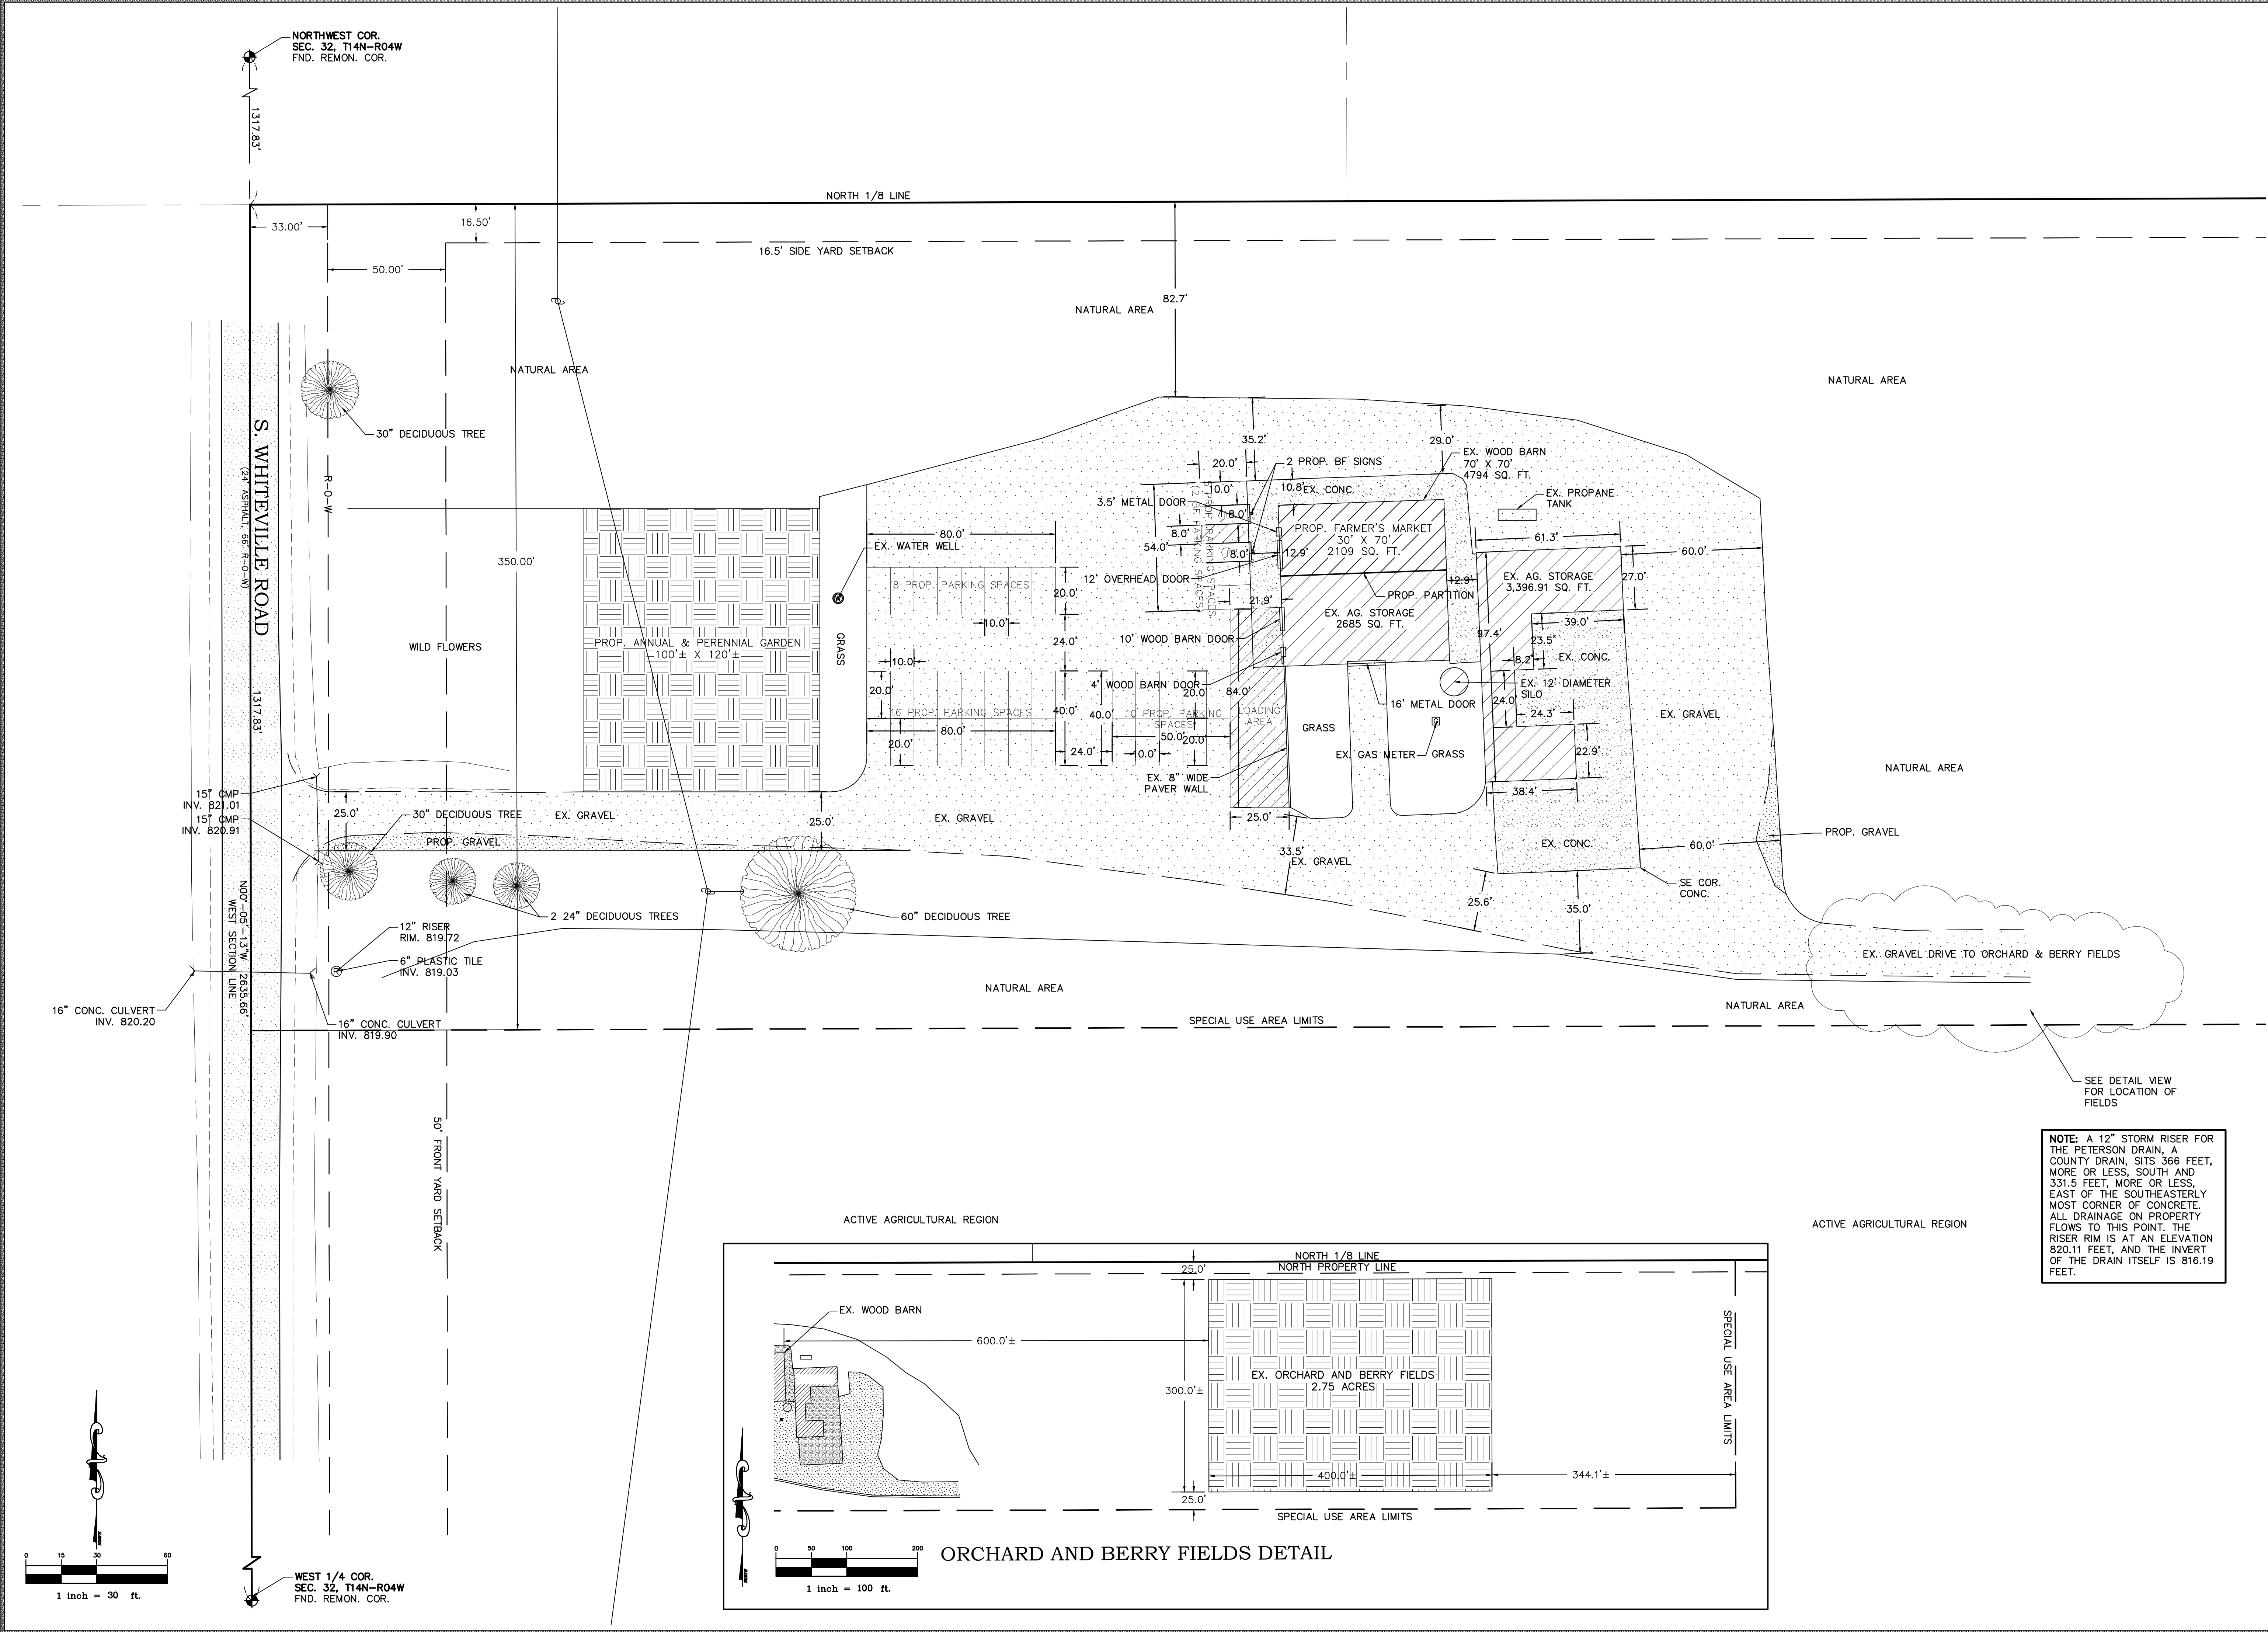 NORTHWEST COR.
SEC. 32, T14N-R04W
FND. REMON. COR.
1317.83'
NORTH 1/8 LINE
33.00'
16.50'
16.5' SIDE YARD SETBACK
50.00'
82.7'
NATURAL AREA
NATURAL AREA
NATURAL AREA
30" DECIDUOUS TREE
S. WHITEVILLE ROAD
(24' ASPHALT, 66' R-O-W)
R-O-W
350.00'
WILD FLOWERS
PROP. ANNUAL & PERENNIAL GARDEN
100'± X 120'±
GRASS
EX. WATER WELL
80.0'
8 PROP. PARKING SPACES
20.0'
10.0'
24.0'
10.0'
20.0'
16 PROP. PARKING SPACES
40.0'
80.0'
20.0'
24.0'
40.0'
10 PROP. PARKING
SPACES
50.0'
10.0'
20.0'
20.0'
35.2'
29.0'
20.0'
2 PROP. BF SIGNS
EX. WOOD BARN
70' X 70'
4794 SQ. FT.
10.0'
10.8'
EX. CONC.
3.5' METAL DOOR
8.0'
8.0'
8.0'
54.0'
5 PROP. PARKING SPACES
(2 BF PARKING SPACES)
12.9'
PROP. FARMER'S MARKET
30' X 70'
2109 SQ. FT.
EX. PROPANE
TANK
61.3'
60.0'
12' OVERHEAD DOOR
12.9'
PROP. PARTITION
EX. AG. STORAGE
3,396.91 SQ. FT.
27.0'
21.9'
EX. AG. STORAGE
2685 SQ. FT.
10' WOOD BARN DOOR
97.4'
39.0'
23.5'
8.2'
EX. CONC.
4' WOOD BARN DOOR
84.0'
EX. 12' DIAMETER
SILO
16' METAL DOOR
24.0'
24.3'
LOADING
AREA
GRASS
EX. GAS METER
GRASS
22.9'
EX. GRAVEL
EX. 8" WIDE
PAVER WALL
38.4'
NATURAL AREA
25.0'
33.5'
EX. GRAVEL
EX. CONC.
60.0'
PROP. GRAVEL
SE COR.
CONC.
25.6'
35.0'
1317.83'
15" CMP
INV. 821.01
15" CMP
INV. 820.91
25.0'
30" DECIDUOUS TREE
EX. GRAVEL
PROP. GRAVEL
25.0'
EX. GRAVEL
2 24" DECIDUOUS TREES
60" DECIDUOUS TREE
12" RISER
RIM. 819.72
6" PLASTIC TILE
INV. 819.03
N00°-05'-13"W 2635.66'
WEST SECTION LINE
16" CONC. CULVERT
INV. 820.20
16" CONC. CULVERT
INV. 819.90
NATURAL AREA
NATURAL AREA
EX. GRAVEL DRIVE TO ORCHARD & BERRY FIELDS
SPECIAL USE AREA LIMITS
SEE DETAIL VIEW
FOR LOCATION OF
FIELDS
50' FRONT YARD SETBACK
NOTE: A 12" STORM RISER FOR
THE PETERSON DRAIN, A
COUNTY DRAIN, SITS 366 FEET,
MORE OR LESS, SOUTH AND
331.5 FEET, MORE OR LESS,
EAST OF THE SOUTHEASTERLY
MOST CORNER OF CONCRETE.
ALL DRAINAGE ON PROPERTY
FLOWS TO THIS POINT. THE
RISER RIM IS AT AN ELEVATION
820.11 FEET, AND THE INVERT
OF THE DRAIN ITSELF IS 816.19
FEET.
ACTIVE AGRICULTURAL REGION
ACTIVE AGRICULTURAL REGION
NORTH 1/8 LINE
NORTH PROPERTY LINE
25.0'
EX. WOOD BARN
600.0'±
300.0'±
EX. ORCHARD AND BERRY FIELDS
2.75 ACRES
SPECIAL USE AREA LIMITS
400.0'±
344.1'±
25.0'
SPECIAL USE AREA LIMITS
0 50 100 200
1 inch = 100 ft.
ORCHARD AND BERRY FIELDS DETAIL
0 15 30 60
1 inch = 30 ft.
WEST 1/4 COR.
SEC. 32, T14N-R04W
FND. REMON. COR.